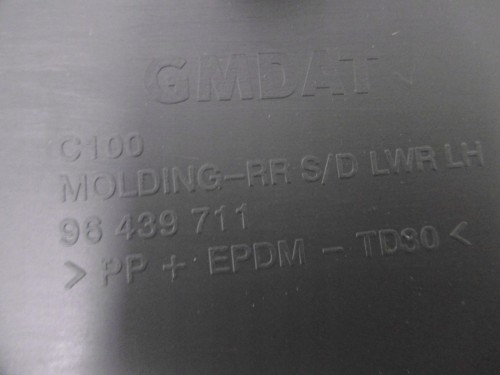 GMDAT
C100
MOLDING-RR S/D LWR LH
96 439 711
> PP + EPDM - TD30 <